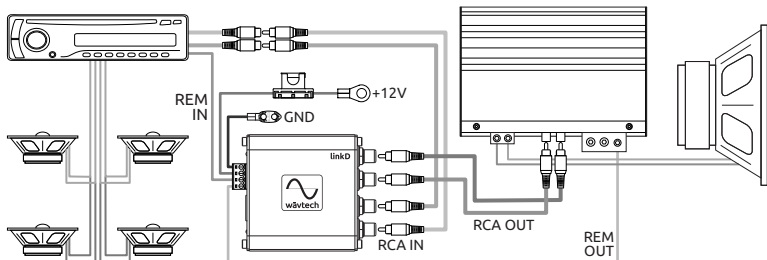 REM
IN
+12V
GND
linkD
wāvtech
RCA IN
RCA OUT
REM
OUT